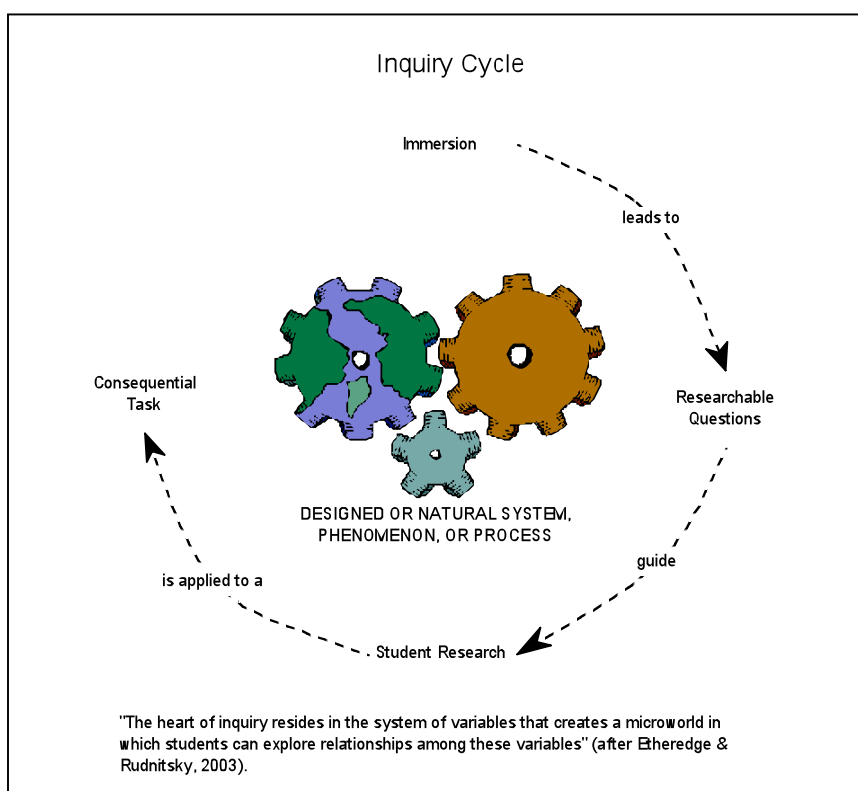 Inquiry Cycle
Immersion
leads to
Researchable
Questions
guide
Student Research
is applied to a
Consequential
Task
DESIGNED OR NATURAL SYSTEM,
PHENOMENON, OR PROCESS
"The heart of inquiry resides in the system of variables that creates a microworld in
which students can explore relationships among these variables" (after Etheredge &
Rudnitsky, 2003).